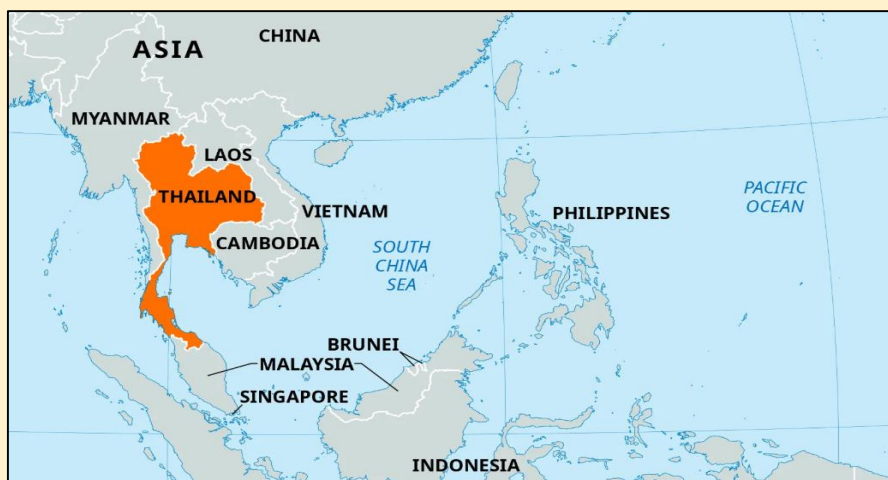 CHINA
ASIA
MYANMAR
LAOS
THAILAND
VIETNAM
CAMBODIA
SOUTH
CHINA
SEA
PHILIPPINES
PACIFIC
OCEAN
BRUNEI
MALAYSIA
SINGAPORE
INDONESIA